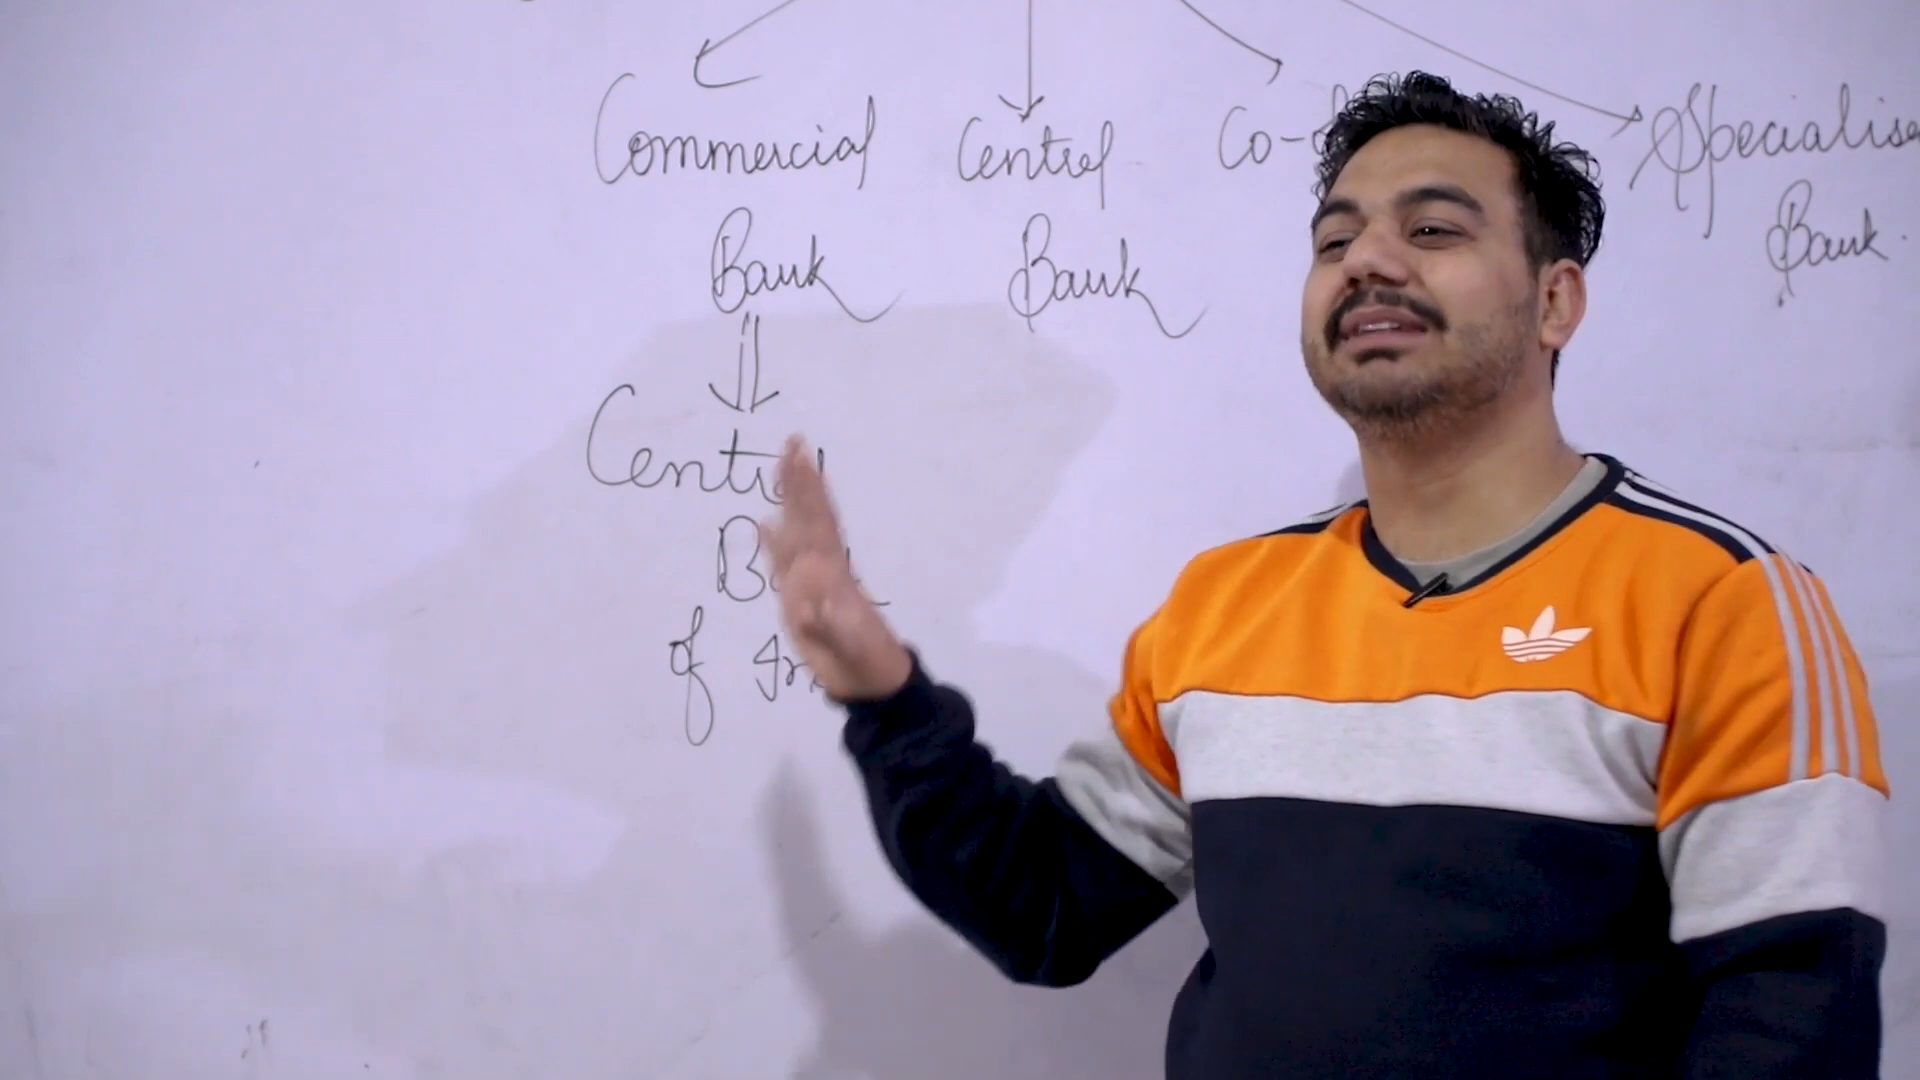 Commercial Central Co- Specialise
Bank Bank Bank.
Central
of